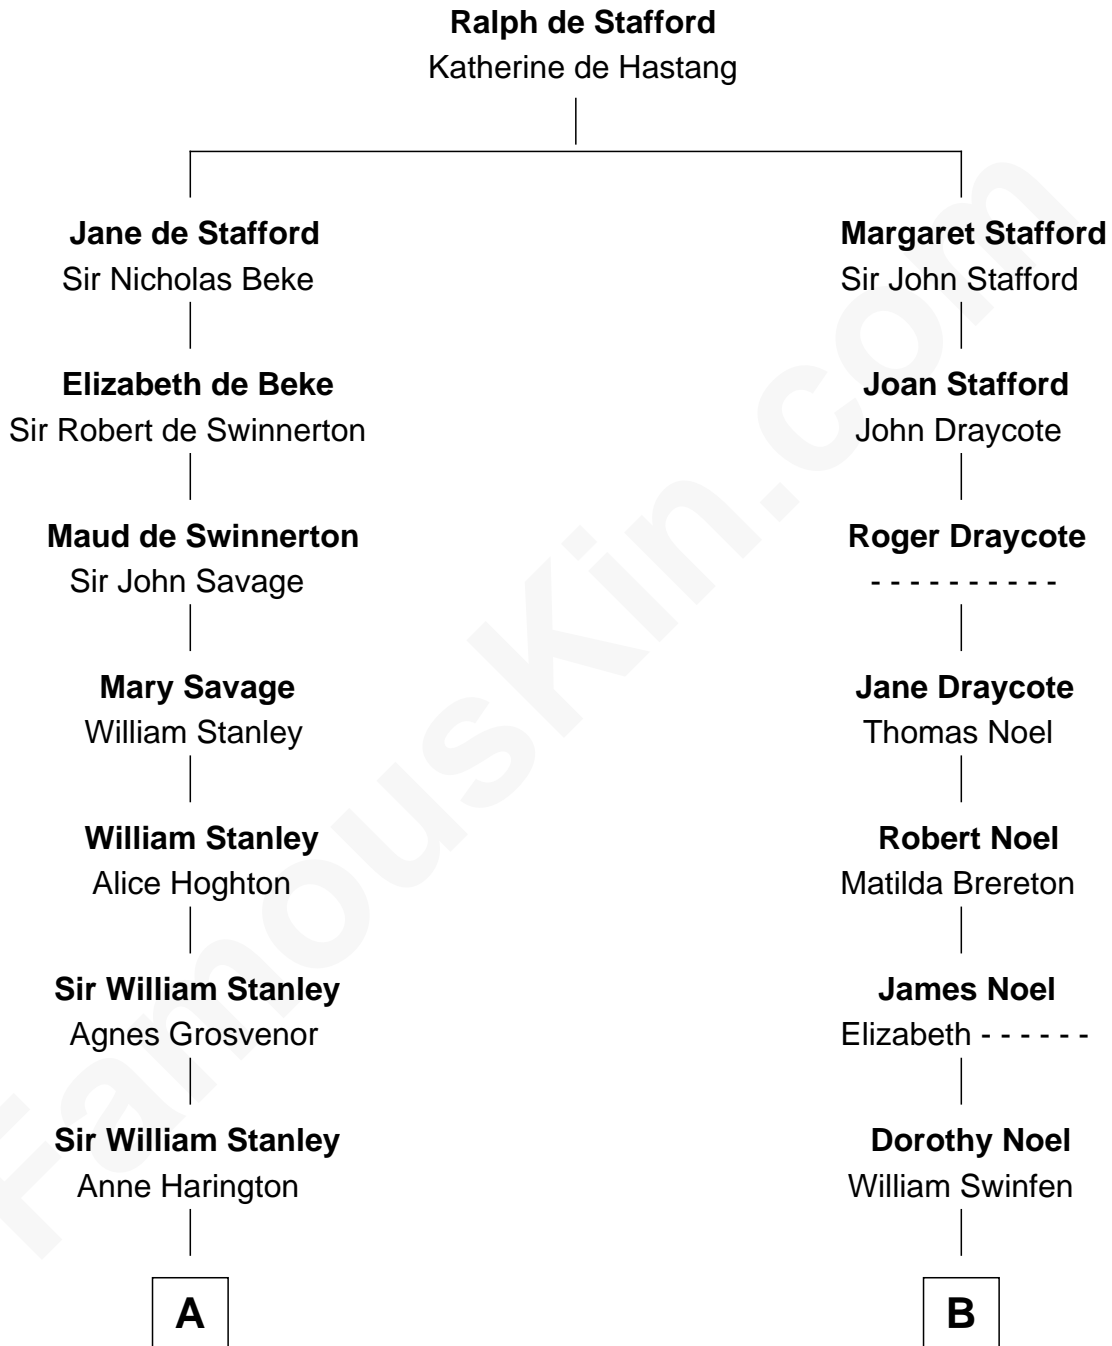 Ralph de Stafford
Katherine de Hastang
Jane de Stafford
Sir Nicholas Beke
Elizabeth de Beke
Sir Robert de Swinnerton
Maud de Swinnerton
Sir John Savage
Mary Savage
William Stanley
William Stanley
Alice Hoghton
Sir William Stanley
Agnes Grosvenor
Sir William Stanley
Anne Harington
A
Margaret Stafford
Sir John Stafford
Joan Stafford
John Draycote
Roger Draycote
- - - - - - - - - -
Jane Draycote
Thomas Noel
Robert Noel
Matilda Brereton
James Noel
Elizabeth - - - - - -
Dorothy Noel
William Swinfen
B
FamousKin.com